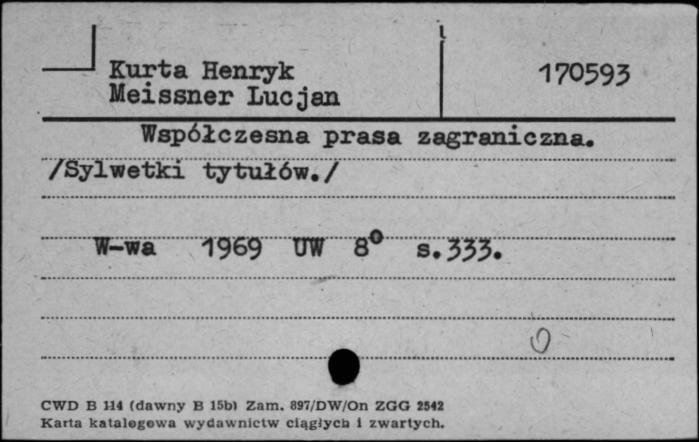 Kurta Henryk 170593
Meissner Lucjan
Współczesna prasa zagraniczna.
/Sylwetki tytułów./
W-wa 1969 UW 8° s.333.
CWD B 114 (dawny B 15b) Zam. 897/DW/On ZGG 2542
Karta katalogowa wydawnictw ciągłych i zwartych.